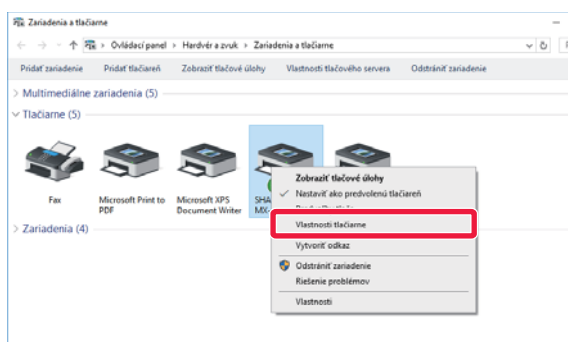 Zariadenia a tlačiarne
Ovládací panel > Hardvér a zvuk > Zariadenia a tlačiarne
Pridať zariadenie Pridať tlačiareň Zobraziť tlačové úlohy Vlastnosti tlačového servera Odstrániť zariadenie
Multimediálne zariadenia (5)
Tlačiarne (5)
Zobraziť tlačové úlohy
Nastaviť ako predvolenú tlačiareň
Vlastnosti tlačiarne
Vytvoriť odkaz
Odstrániť zariadenie
Riešenie problémov
Vlastnosti
Fax
Microsoft Print to
PDF
Microsoft XPS
Document Writer
SHA
MX-
Zariadenia (4)